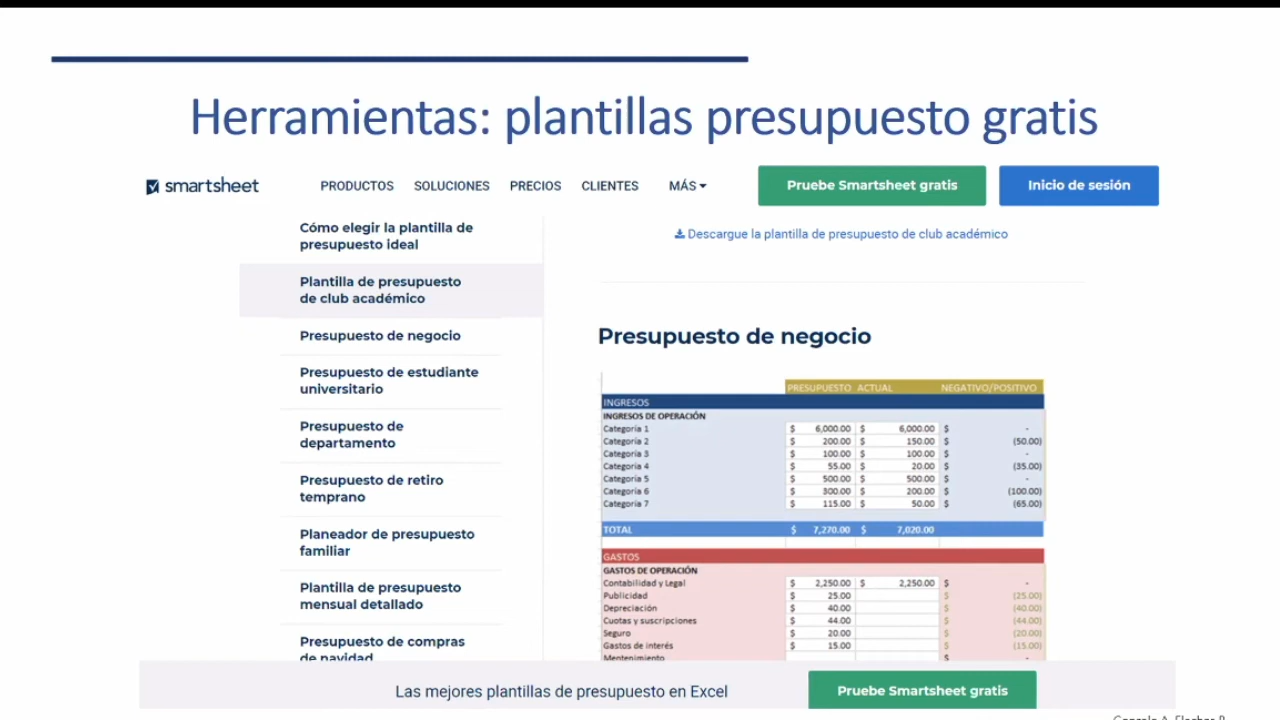 Herramientas: plantillas presupuesto gratis
smartsheet
PRODUCTOS SOLUCIONES PRECIOS CLIENTES MÁS
Pruebe Smartsheet gratis
Inicio de sesión
Cómo elegir la plantilla de
presupuesto ideal
Plantilla de presupuesto
de club académico
Presupuesto de negocio
Presupuesto de estudiante
universitario
Presupuesto de
departamento
Presupuesto de retiro
temprano
Planeador de presupuesto
familiar
Plantilla de presupuesto
mensual detallado
Presupuesto de compras
de navidad
Descargue la plantilla de presupuesto de club académico
Presupuesto de negocio
PRESUPUESTO ACTUAL NEGATIVO/POSITIVO
INGRESOS
INGRESOS DE OPERACIÓN
Categoría 1 $ 6,000.00 $ 6,000.00 $ -
Categoría 2 $ 200.00 $ 150.00 $ (50.00)
Categoría 3 $ 100.00 $ 100.00 $ -
Categoría 4 $ 55.00 $ 20.00 $ (35.00)
Categoría 5 $ 500.00 $ 500.00 $ -
Categoría 6 $ 300.00 $ 200.00 $ (100.00)
Categoría 7 $ 115.00 $ 50.00 $ (65.00)
TOTAL $ 7,270.00 $ 7,020.00
GASTOS
GASTOS DE OPERACIÓN
Contabilidad y Legal $ 2,250.00 $ 2,250.00 $ -
Publicidad $ 25.00 $ (25.00)
Depreciación $ 40.00 $ (40.00)
Cuotas y suscripciones $ 44.00 $ (44.00)
Seguro $ 20.00 $ (20.00)
Gastos de interés $ 15.00 $ (15.00)
Mantenimiento $ -
Las mejores plantillas de presupuesto en Excel
Pruebe Smartsheet gratis